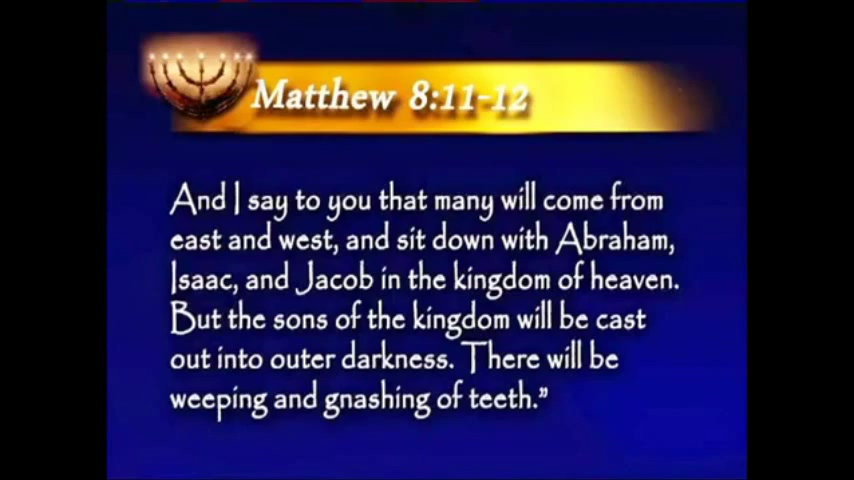 Matthew 8:11-12
And I say to you that many will come from
east and west, and sit down with Abraham,
Isaac, and Jacob in the kingdom of heaven.
But the sons of the kingdom will be cast
out into outer darkness. There will be
weeping and gnashing of teeth.”